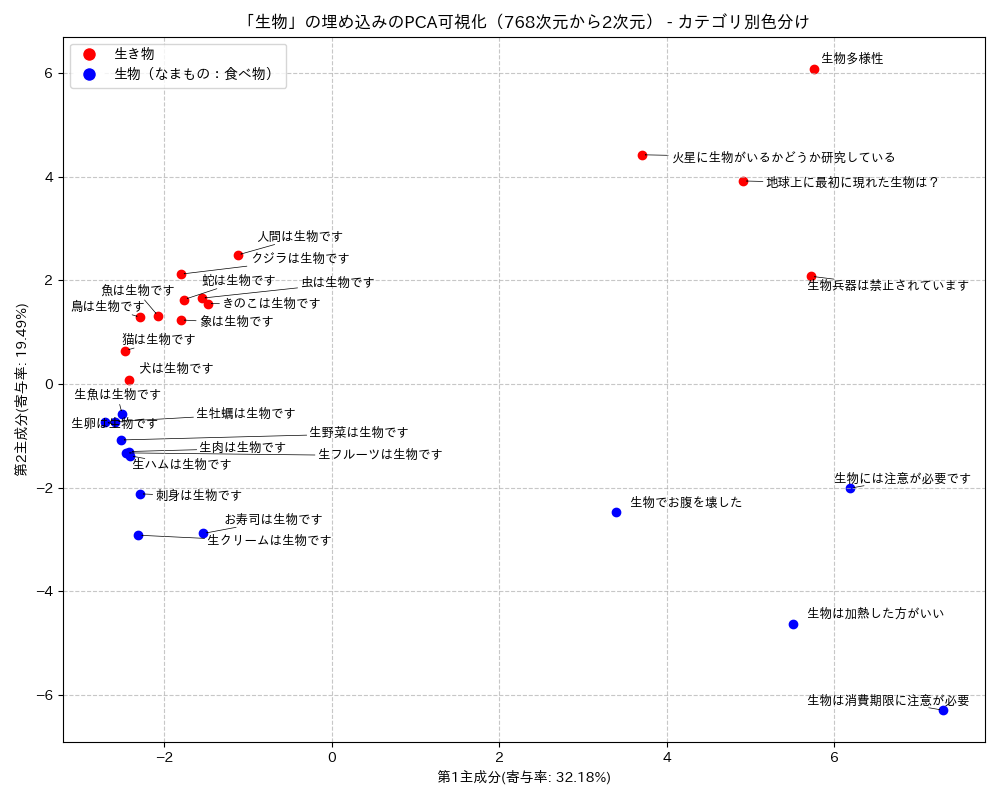 「生物」の埋め込みのPCA可視化（768次元から2次元） - カテゴリ別色分け
生き物
生物（なまもの：食べ物）
生物多様性
火星に生物がいるかどうか研究している
地球上に最初に現れた生物は？
人間は生物です
クジラは生物です
蛇は生物です
虫は生物です
魚は生物です
きのこは生物です
鳥は生物です
象は生物です
生物兵器は禁止されています
猫は生物です
犬は生物です
生魚は生物です
生牡蠣は生物です
生卵は生物です
生野菜は生物です
生肉は生物です
生フルーツは生物です
生ハムは生物です
刺身は生物です
生物には注意が必要です
生物でお腹を壊した
お寿司は生物です
生クリームは生物です
生物は加熱した方がいい
生物は消費期限に注意が必要
6
4
2
0
−2
−4
−6
第2主成分(寄与率: 19.49%)
−2
0
2
4
6
第1主成分(寄与率: 32.18%)